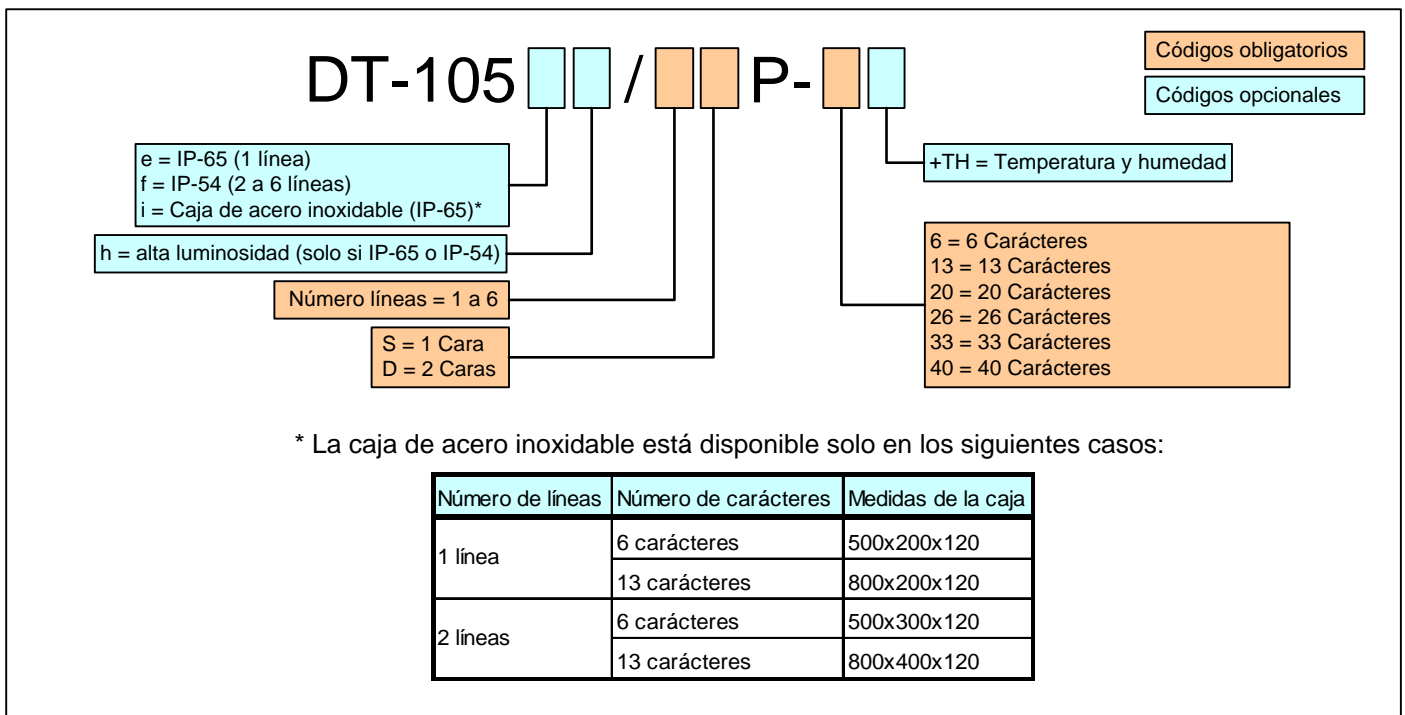 DT-105 / P-
Códigos obligatorios
Códigos opcionales
e = IP-65 (1 línea)
f = IP-54 (2 a 6 líneas)
i = Caja de acero inoxidable (IP-65)*
+TH = Temperatura y humedad
h = alta luminosidad (solo si IP-65 o IP-54)
Número líneas = 1 a 6
S = 1 Cara
D = 2 Caras
6 = 6 Carácteres
13 = 13 Carácteres
20 = 20 Carácteres
26 = 26 Carácteres
33 = 33 Carácteres
40 = 40 Carácteres
* La caja de acero inoxidable está disponible solo en los siguientes casos:
Número de líneas Número de carácteres Medidas de la caja
1 línea
6 carácteres 500x200x120
13 carácteres 800x200x120
2 líneas
6 carácteres 500x300x120
13 carácteres 800x400x120